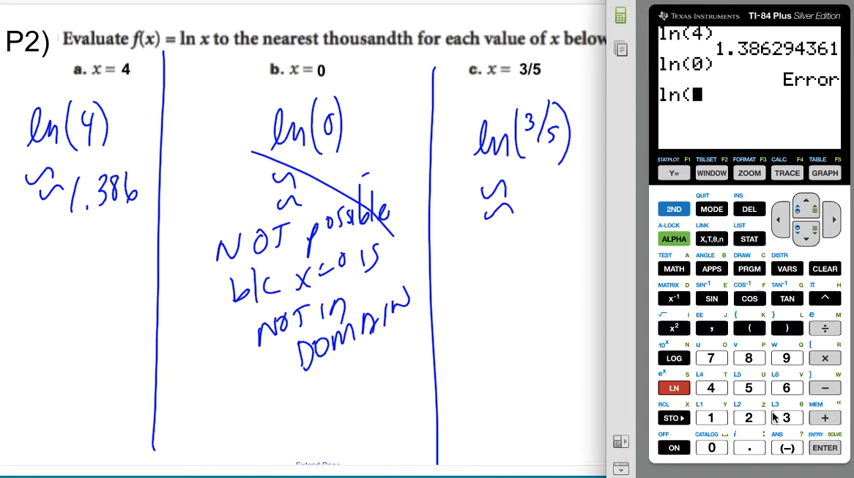 P2) Evaluate f(x) = ln x to the nearest thousandth for each value of x below
a. x = 4
b. x = 0
c. x = 3/5
ln(4)
≈ 1.386
ln(0)
≈
NOT possible
b/c x=0 is
NOT in
DOMAIN
ln(3/5)
≈
TEXAS INSTRUMENTS TI-84 Plus Silver Edition
ln(4)
1.386294361
ln(0)
Error
ln(
STATPLOT F1 TBLSET F2 FORMAT F3 CALC F4 TABLE F5
Y= WINDOW ZOOM TRACE GRAPH
QUIT INS
2ND MODE DEL
A-LOCK LINK LIST
ALPHA X,T,θ,n STAT
TEST A ANGLE B DRAW C DISTR
MATH APPS PRGM VARS CLEAR
MATRIX D SIN⁻¹ E COS⁻¹ F TAN⁻¹ G π H
x⁻¹ SIN COS TAN ^
√ I EE J { K } L e M
x² , ( ) ÷
10ˣ N u O v P w Q [ R
LOG 7 8 9 ×
eˣ S L4 T L5 U L6 V ] W
LN 4 5 6 −
RCL X L1 Y L2 Z L3 θ MEM "
STO▸ 1 2 3 +
OFF CATALOG i : ANS ? ENTRY SOLVE
ON 0 . (−) ENTER